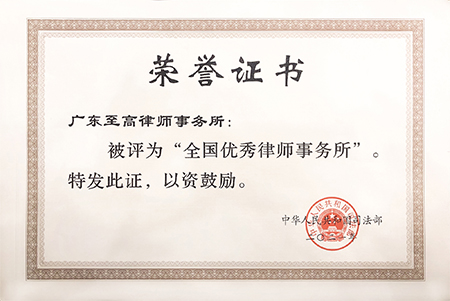 荣誉证书
广东至高律师事务所：
被评为“全国优秀律师事务所”。
特发此证，以资鼓励。
中华人民共和国司法部